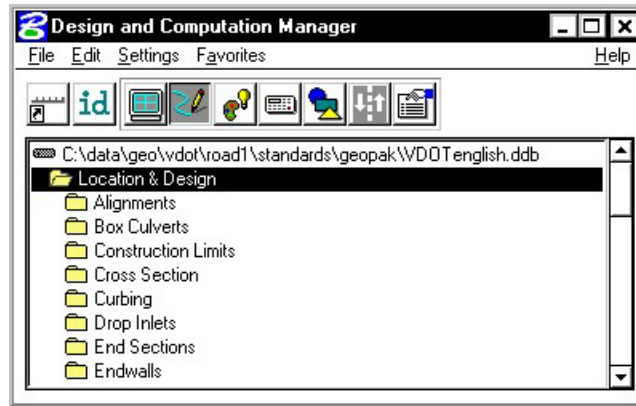 Design and Computation Manager
File Edit Settings Favorites Help
id
C:\data\geo\vdot\road1\standards\geopak\VDOTenglish.ddb
Location & Design
Alignments
Box Culverts
Construction Limits
Cross Section
Curbing
Drop Inlets
End Sections
Endwalls